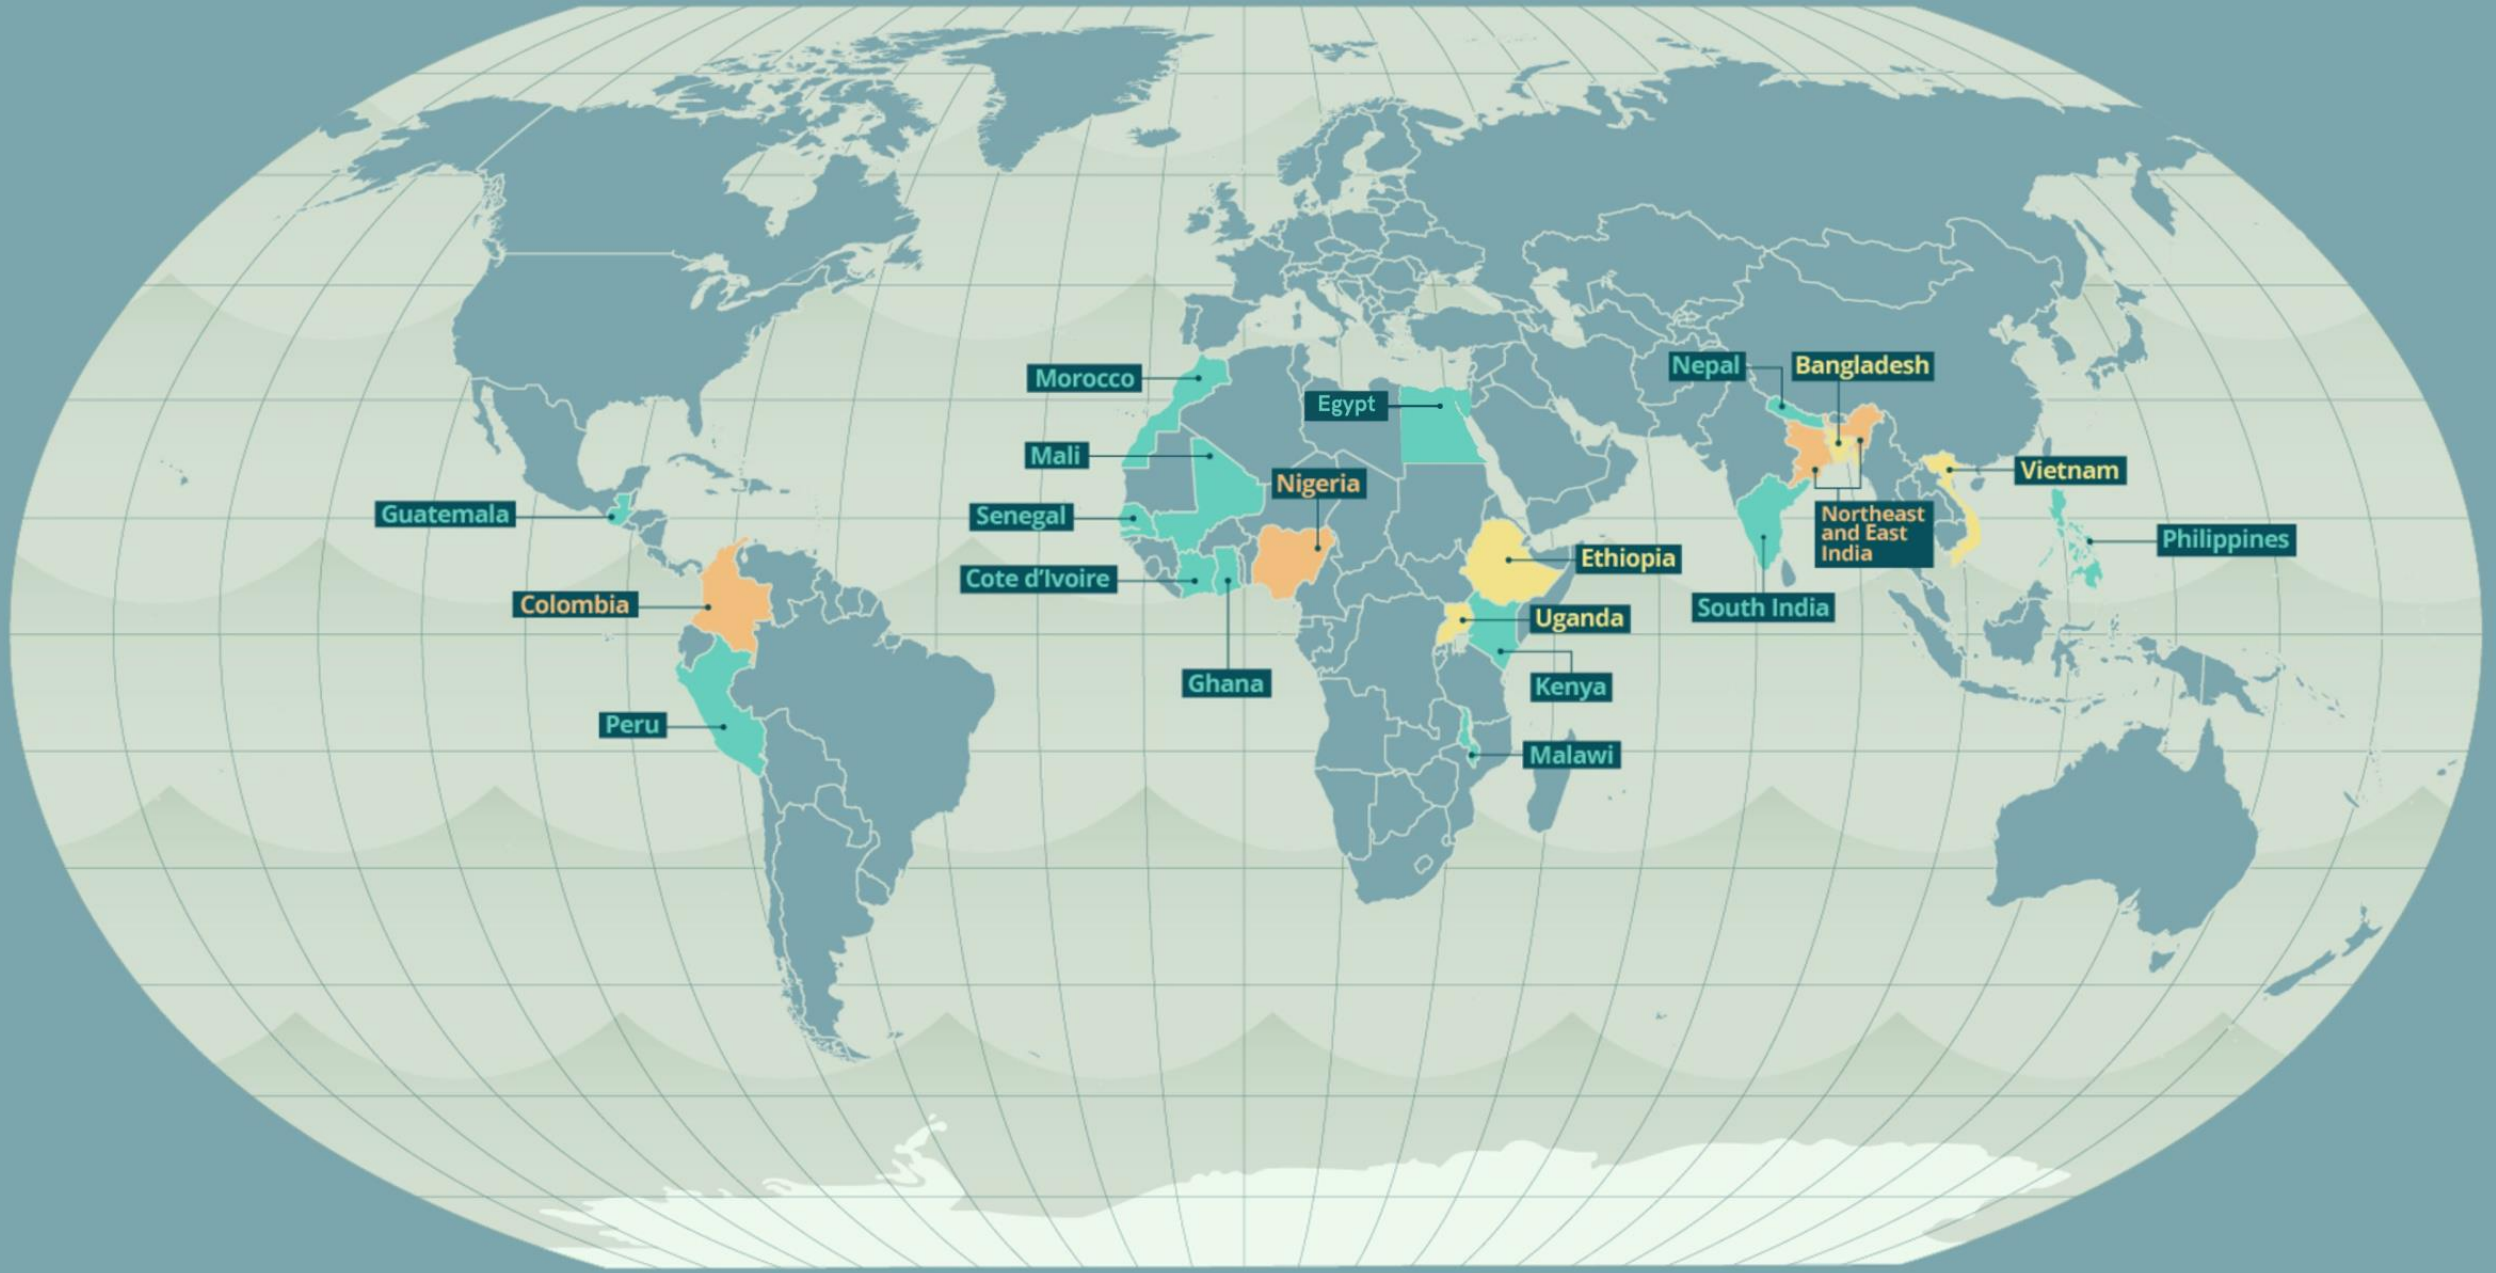 Nepal
Bangladesh
Morocco
Egypt
Mali
Vietnam
Nigeria
Guatemala
Senegal
Northeast
and East
India
Philippines
Ethiopia
Cote d'Ivoire
Colombia
South India
Uganda
Ghana
Kenya
Peru
Malawi